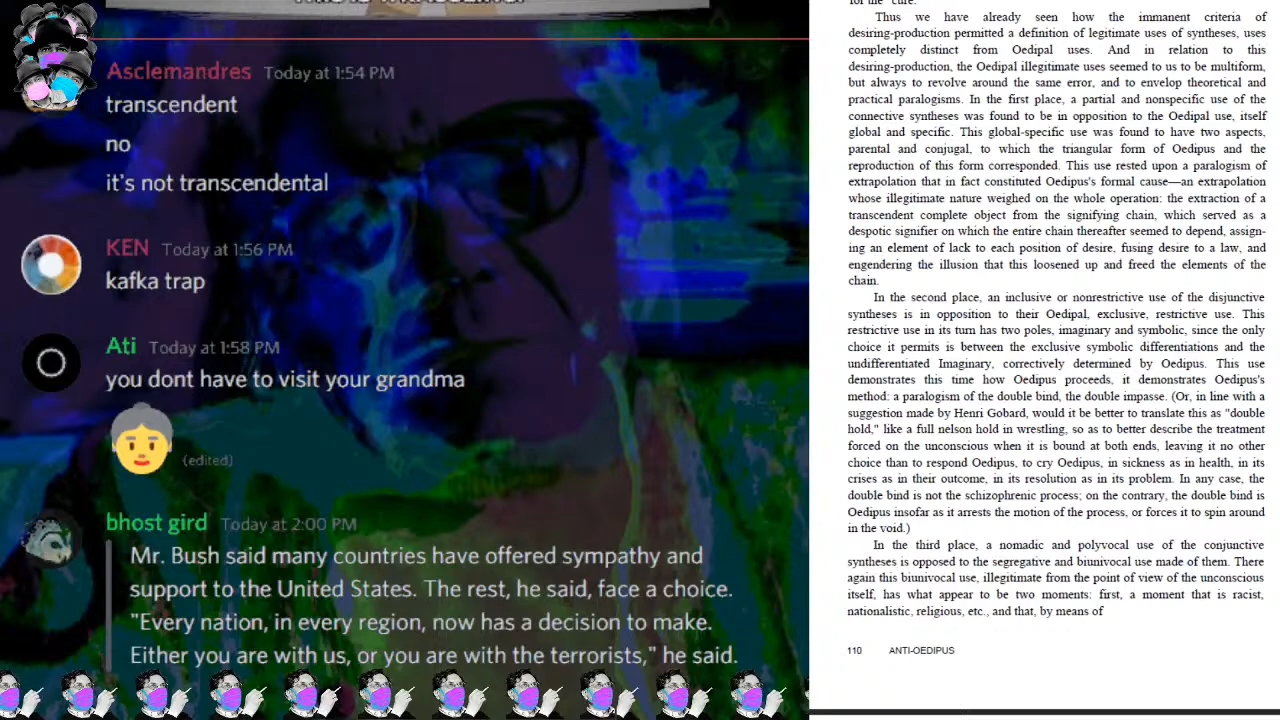 Asclemandres Today at 1:54 PM
transcendent
no
it's not transcendental
KEN Today at 1:56 PM
kafka trap
Ati Today at 1:58 PM
you dont have to visit your grandma
(edited)
bhost gird Today at 2:00 PM
Mr. Bush said many countries have offered sympathy and
support to the United States. The rest, he said, face a choice.
"Every nation, in every region, now has a decision to make.
Either you are with us, or you are with the terrorists," he said.
for the "cure."
Thus we have already seen how the immanent criteria of
desiring-production permitted a definition of legitimate uses of syntheses, uses
completely distinct from Oedipal uses. And in relation to this
desiring-production, the Oedipal illegitimate uses seemed to us to be multiform,
but always to revolve around the same error, and to envelop theoretical and
practical paralogisms. In the first place, a partial and nonspecific use of the
connective syntheses was found to be in opposition to the Oedipal use, itself
global and specific. This global-specific use was found to have two aspects,
parental and conjugal, to which the triangular form of Oedipus and the
reproduction of this form corresponded. This use rested upon a paralogism of
extrapolation that in fact constituted Oedipus's formal cause—an extrapolation
whose illegitimate nature weighed on the whole operation: the extraction of a
transcendent complete object from the signifying chain, which served as a
despotic signifier on which the entire chain thereafter seemed to depend, assign-
ing an element of lack to each position of desire, fusing desire to a law, and
engendering the illusion that this loosened up and freed the elements of the
chain.
In the second place, an inclusive or nonrestrictive use of the disjunctive
syntheses is in opposition to their Oedipal, exclusive, restrictive use. This
restrictive use in its turn has two poles, imaginary and symbolic, since the only
choice it permits is between the exclusive symbolic differentiations and the
undifferentiated Imaginary, correctively determined by Oedipus. This use
demonstrates this time how Oedipus proceeds, it demonstrates Oedipus's
method: a paralogism of the double bind, the double impasse. (Or, in line with a
suggestion made by Henri Gobard, would it be better to translate this as "double
hold," like a full nelson hold in wrestling, so as to better describe the treatment
forced on the unconscious when it is bound at both ends, leaving it no other
choice than to respond Oedipus, to cry Oedipus, in sickness as in health, in its
crises as in their outcome, in its resolution as in its problem. In any case, the
double bind is not the schizophrenic process; on the contrary, the double bind is
Oedipus insofar as it arrests the motion of the process, or forces it to spin around
in the void.)
In the third place, a nomadic and polyvocal use of the conjunctive
syntheses is opposed to the segregative and biunivocal use made of them. There
again this biunivocal use, illegitimate from the point of view of the unconscious
itself, has what appear to be two moments: first, a moment that is racist,
nationalistic, religious, etc., and that, by means of
110 ANTI-OEDIPUS